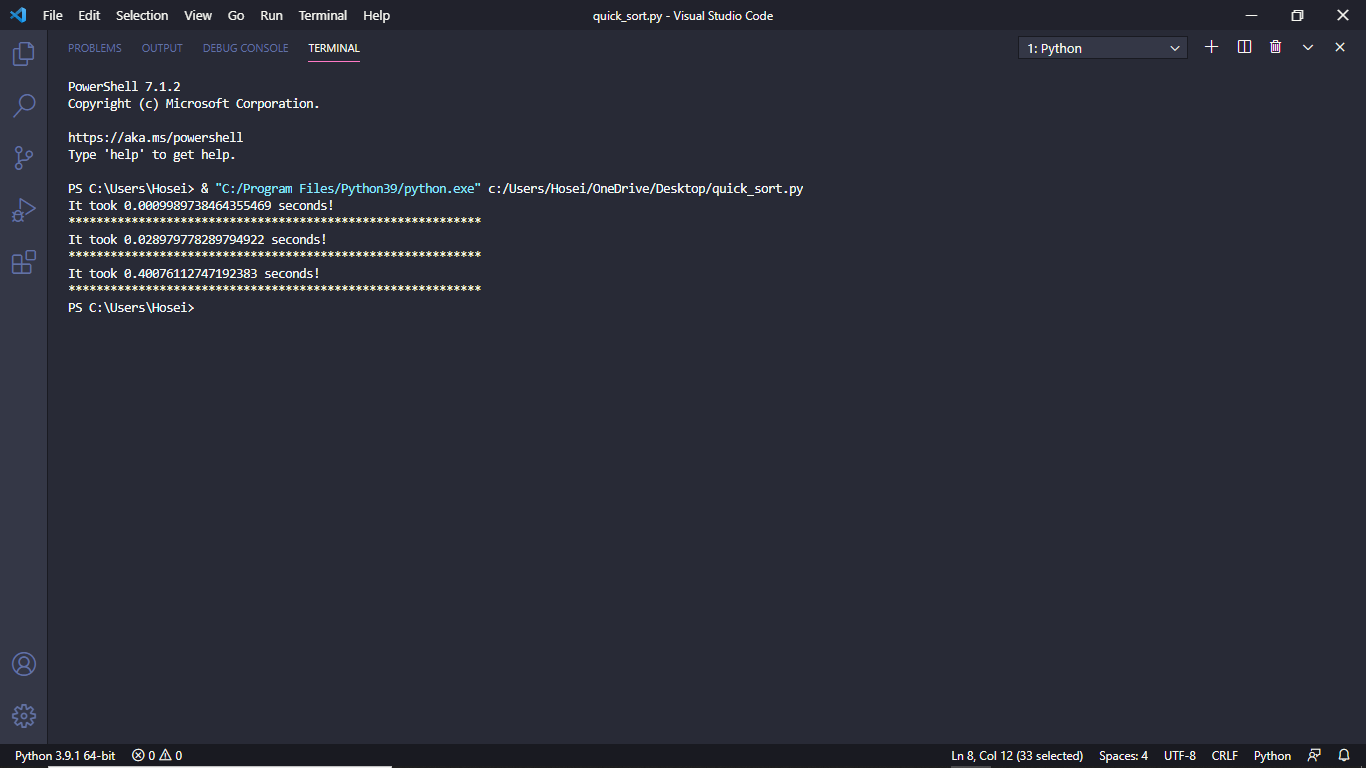 File Edit Selection View Go Run Terminal Help quick_sort.py - Visual Studio Code
PROBLEMS OUTPUT DEBUG CONSOLE TERMINAL 1: Python
PowerShell 7.1.2
Copyright (c) Microsoft Corporation.
https://aka.ms/powershell
Type 'help' to get help.
PS C:\Users\Hosei> & "C:/Program Files/Python39/python.exe" c:/Users/Hosei/OneDrive/Desktop/quick_sort.py
It took 0.0009989738464355469 seconds!
***********************************************************
It took 0.028979778289794922 seconds!
***********************************************************
It took 0.40076112747192383 seconds!
***********************************************************
PS C:\Users\Hosei>
Python 3.9.1 64-bit 0 0 Ln 8, Col 12 (33 selected) Spaces: 4 UTF-8 CRLF Python